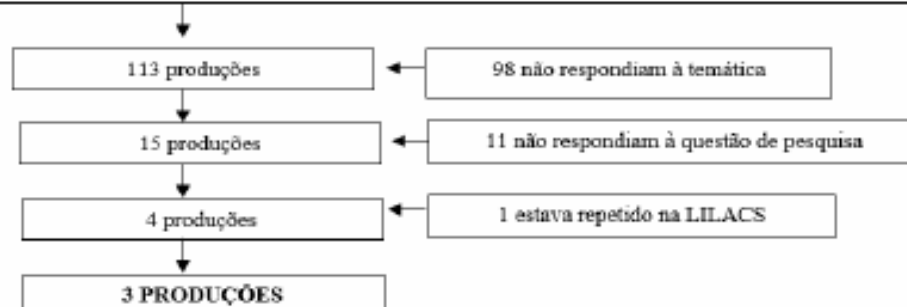 113 produções
98 não respondiam à temática
15 produções
11 não respondiam à questão de pesquisa
4 produções
1 estava repetido na LILACS
3 PRODUÇÕES